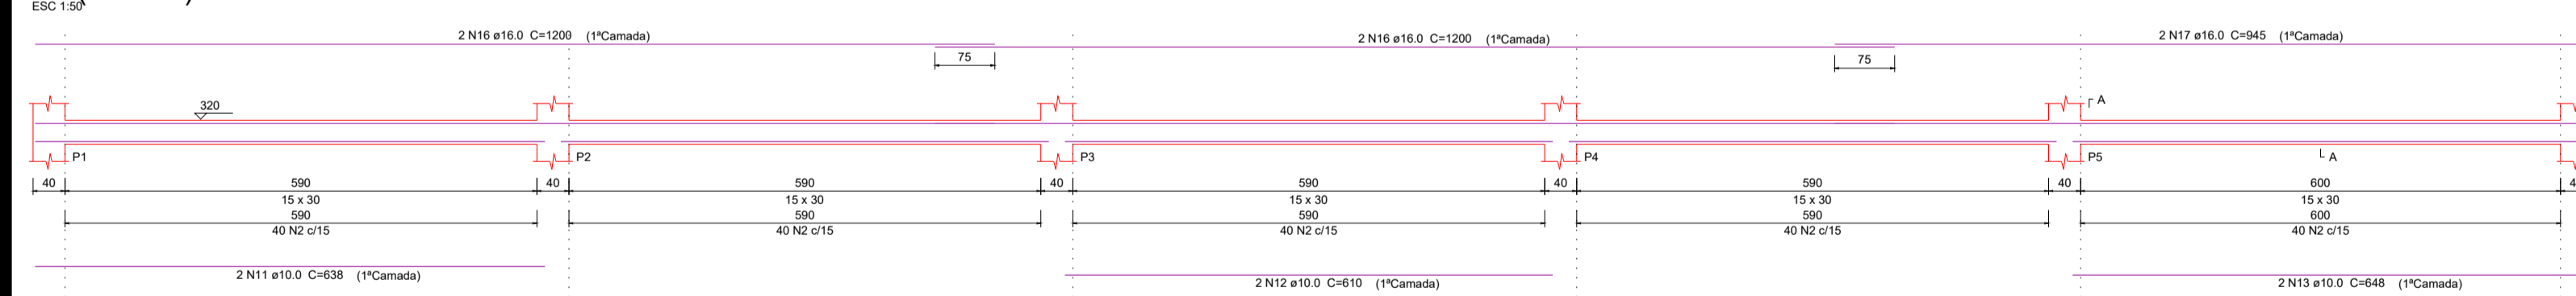 ESC 1:50
2 N16 ø16.0 C=1200 (1ªCamada)
2 N16 ø16.0 C=1200 (1ªCamada)
2 N17 ø16.0 C=945 (1ªCamada)
75
75
320
A
P1
P2
P3
P4
P5
A
40 590 40 590 40 590 40 590 40 600
15 x 30 15 x 30 15 x 30 15 x 30 15 x 30
590 590 590 590 600
40 N2 c/15 40 N2 c/15 40 N2 c/15 40 N2 c/15 40 N2 c/15
2 N11 ø10.0 C=638 (1ªCamada)
2 N12 ø10.0 C=610 (1ªCamada)
2 N13 ø10.0 C=648 (1ªCamada)